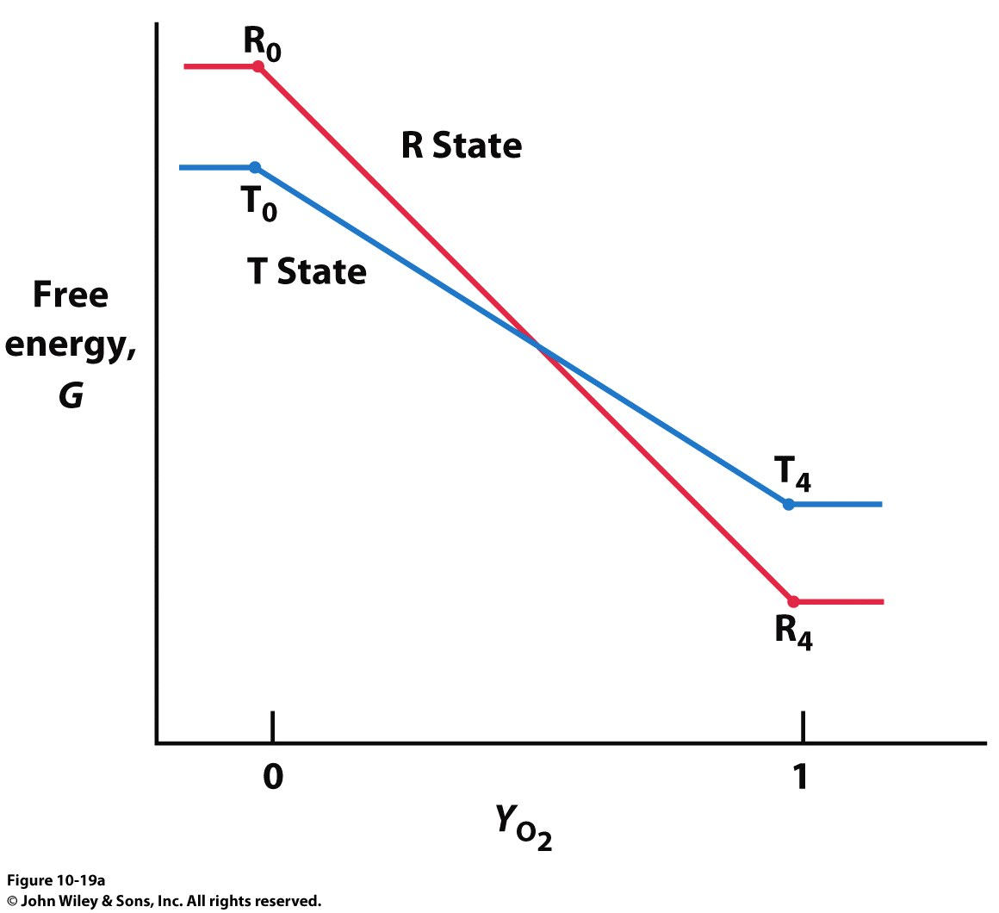 R₀
R State
T₀
T State
Free
energy,
G
T₄
R₄
0
1
Y_O₂
Figure 10-19a
© John Wiley & Sons, Inc. All rights reserved.